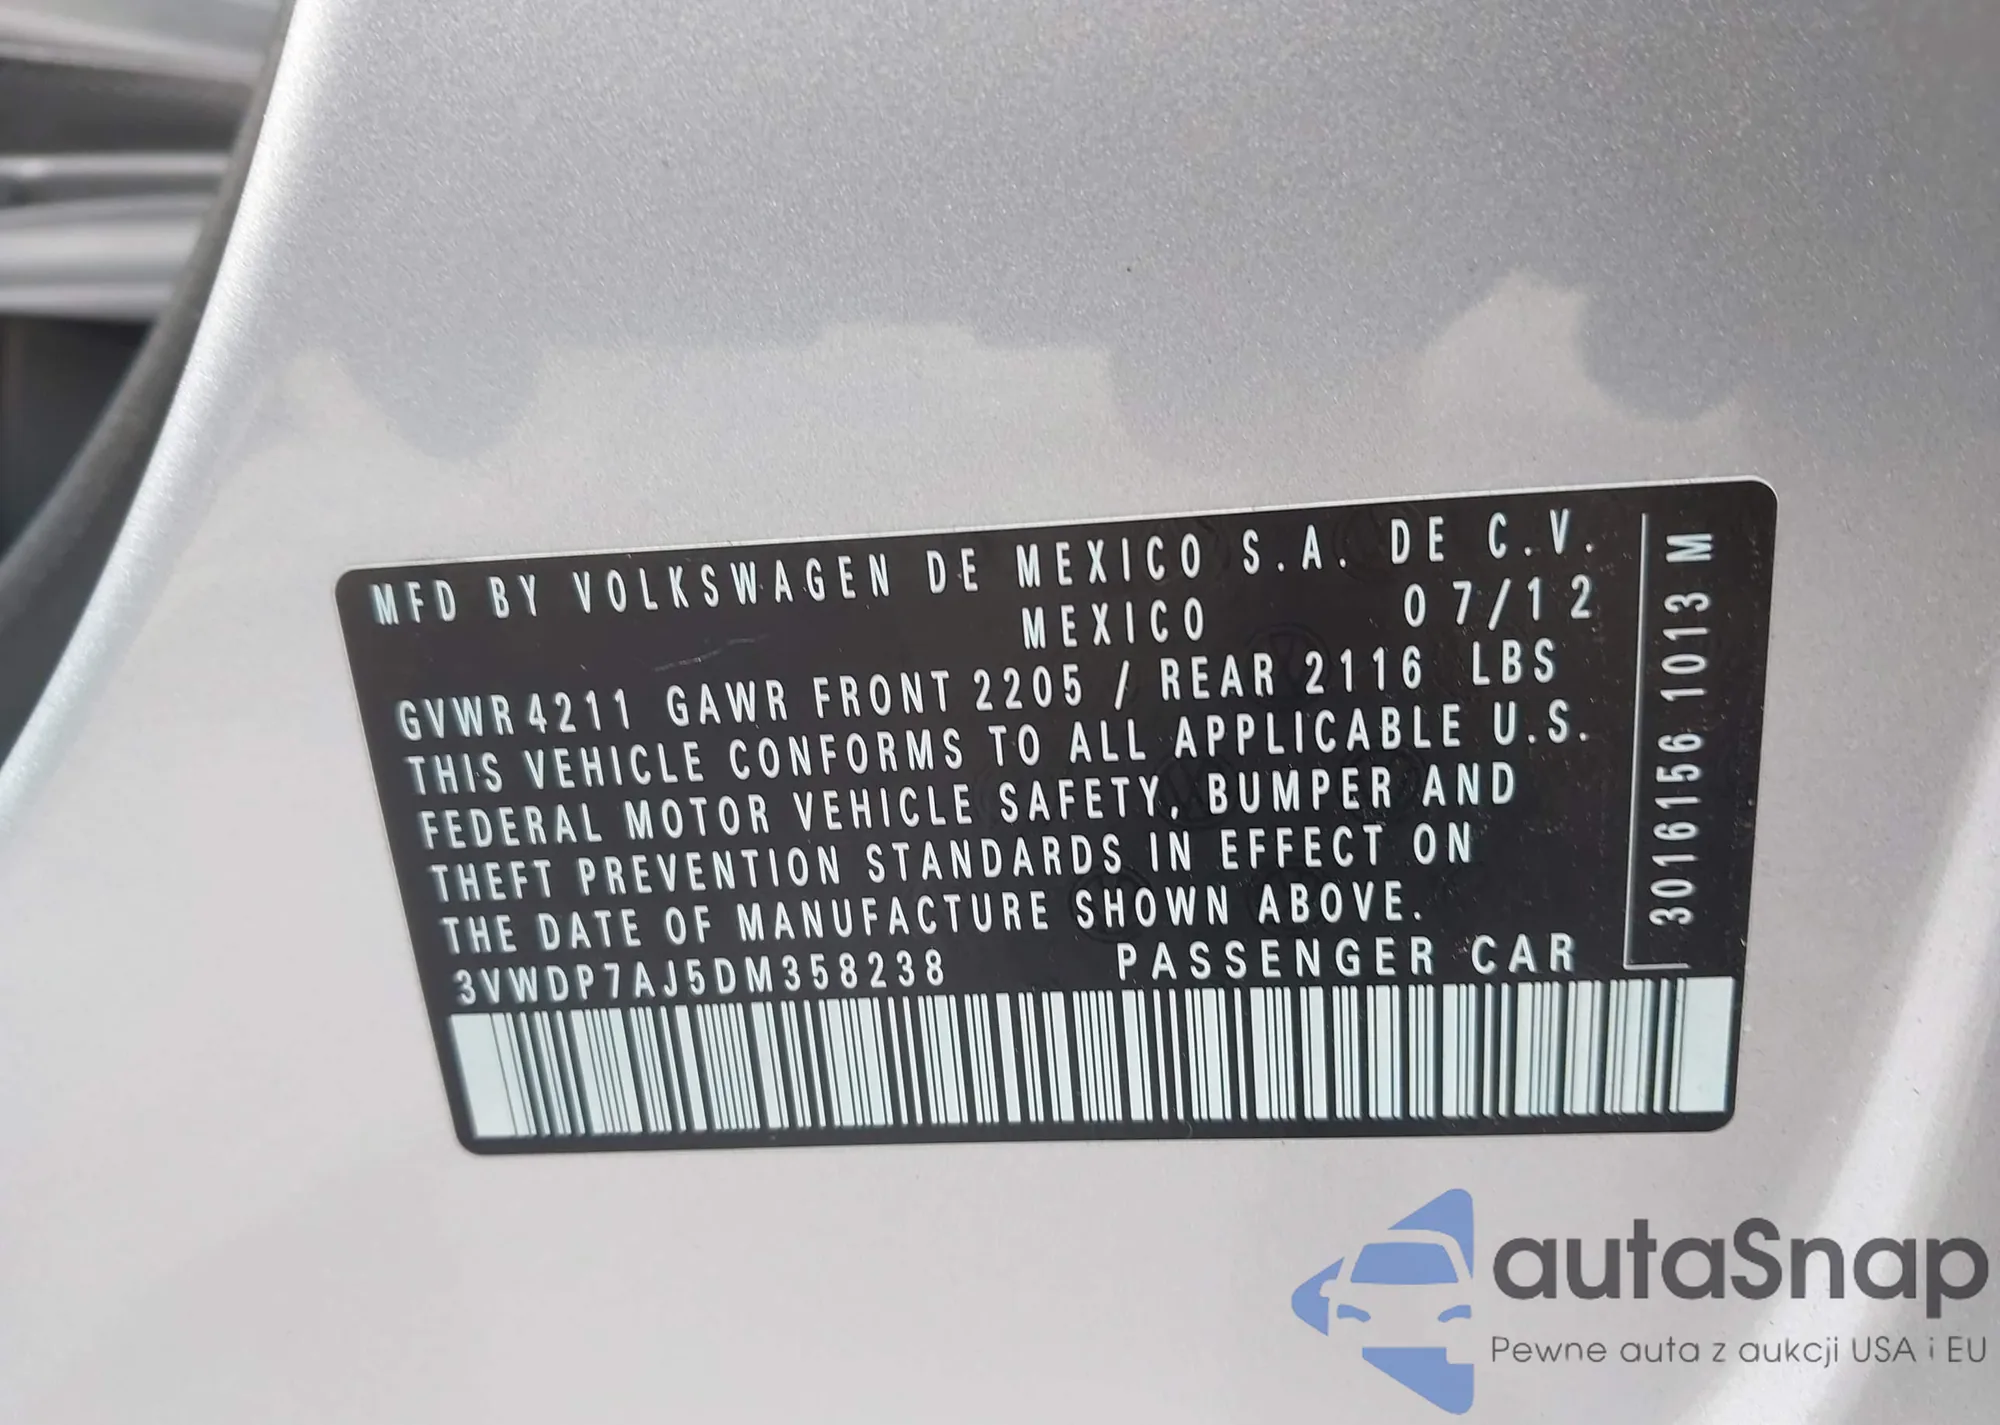 MFD BY VOLKSWAGEN DE MEXICO S.A. DE C.V.
MEXICO 07/12
GVWR 4211 GAWR FRONT 2205 / REAR 2116 LBS
THIS VEHICLE CONFORMS TO ALL APPLICABLE U.S.
FEDERAL MOTOR VEHICLE SAFETY, BUMPER AND
THEFT PREVENTION STANDARDS IN EFFECT ON
THE DATE OF MANUFACTURE SHOWN ABOVE.
3VWDP7AJ5DM358238 PASSENGER CAR
3016156 1013 M
autaSnap
Pewne auta z aukcji USA i EU